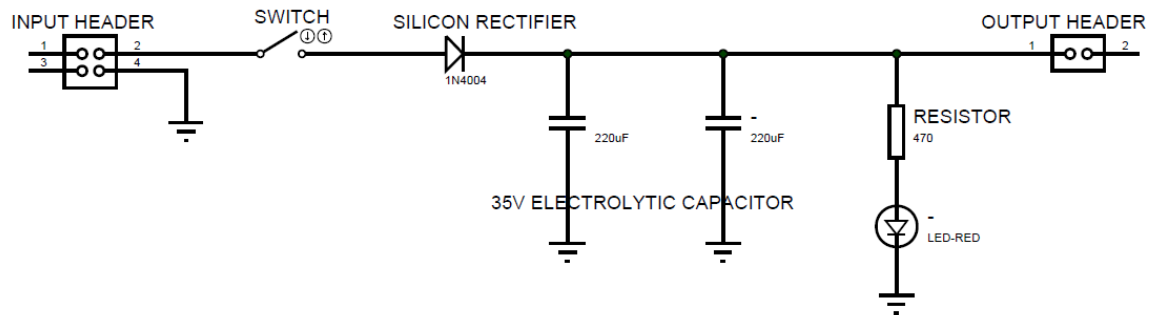 INPUT HEADER
SWITCH
SILICON RECTIFIER
OUTPUT HEADER
1
2
3
4
1
2
1N4004
220uF
-
220uF
RESISTOR
470
35V ELECTROLYTIC CAPACITOR
-
LED-RED